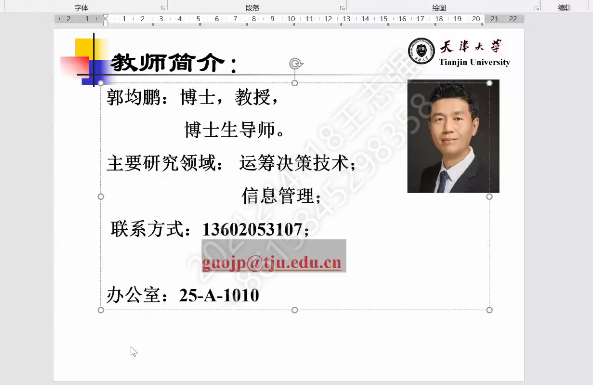 字体 段落 绘图 编辑
2 1 1 2 3 4 5 6 7 8 9 10 11 12 13 14 15 16 17 18 19 20 21 22
教师简介：
天津大学
Tianjin University
郭均鹏：博士，教授，
博士生导师。
主要研究领域： 运筹决策技术；
信息管理；
联系方式：13602053107；
guojp@tju.edu.cn
办公室：25-A-1010